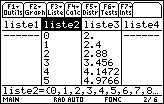 F1 F2 F3 F4 F5 F6 F7
Outils Graph Liste Calc Distr Tests Ints
liste1 liste2 liste3 liste4
------ 0 2. ------
1 2.4
2 2.88
3 3.456
4 4.1472
5 4.9766
liste2={0,1,2,3,4,5,6,7,8...
MAIN RAD AUTO FONC 2/6